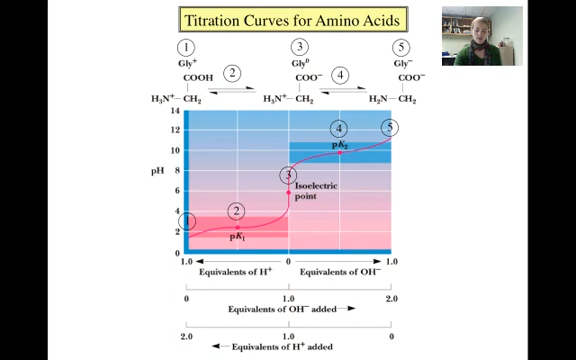 Titration Curves for Amino Acids
1 3 5
Gly⁺ Gly⁰ Gly⁻
COOH 2 COO⁻ 4 COO⁻
H₃N⁺—CH₂ H₃N⁺—CH₂ H₂N—CH₂
14
12
10
pH 8
6
4
2
0
1
2
pK₁
3
Isoelectric
point
4
pK₂
5
1.0 0 1.0
Equivalents of H⁺ Equivalents of OH⁻
0 1.0 2.0
Equivalents of OH⁻ added
2.0 1.0 0
Equivalents of H⁺ added